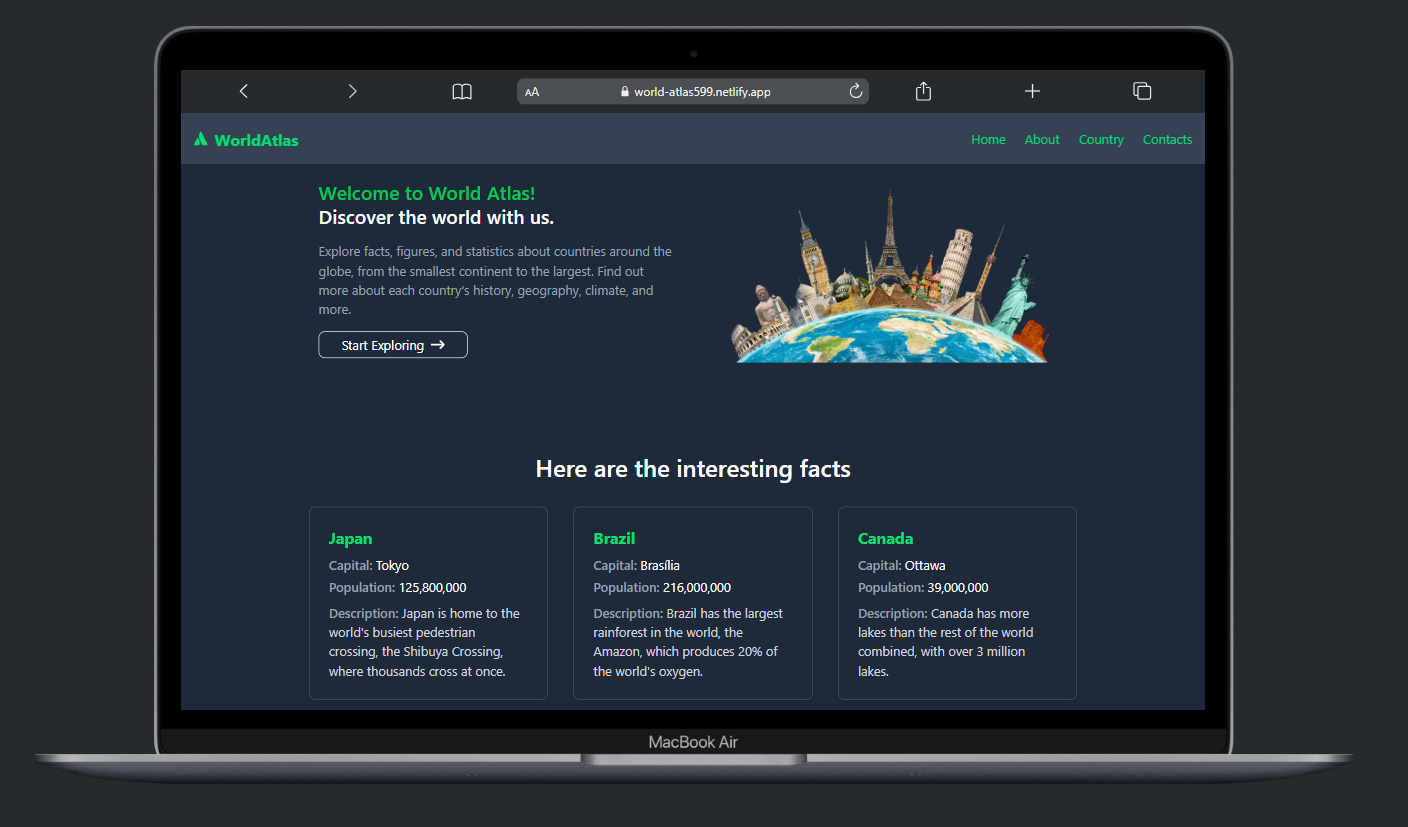 AA
world-atlas599.netlify.app
WorldAtlas
Home About Country Contacts
Welcome to World Atlas!
Discover the world with us.
Explore facts, figures, and statistics about countries around the
globe, from the smallest continent to the largest. Find out
more about each country's history, geography, climate, and
more.
Start Exploring →
Here are the interesting facts
Japan
Capital: Tokyo
Population: 125,800,000
Description: Japan is home to the
world's busiest pedestrian
crossing, the Shibuya Crossing,
where thousands cross at once.
Brazil
Capital: Brasília
Population: 216,000,000
Description: Brazil has the largest
rainforest in the world, the
Amazon, which produces 20% of
the world's oxygen.
Canada
Capital: Ottawa
Population: 39,000,000
Description: Canada has more
lakes than the rest of the world
combined, with over 3 million
lakes.
MacBook Air